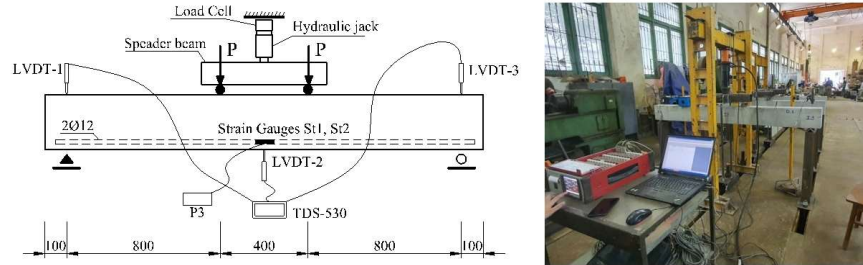 Load Cell
Hydraulic jack
Speader beam
P
P
LVDT-1
LVDT-3
2Ø12
Strain Gauges St1, St2
LVDT-2
P3
TDS-530
100
800
400
800
100